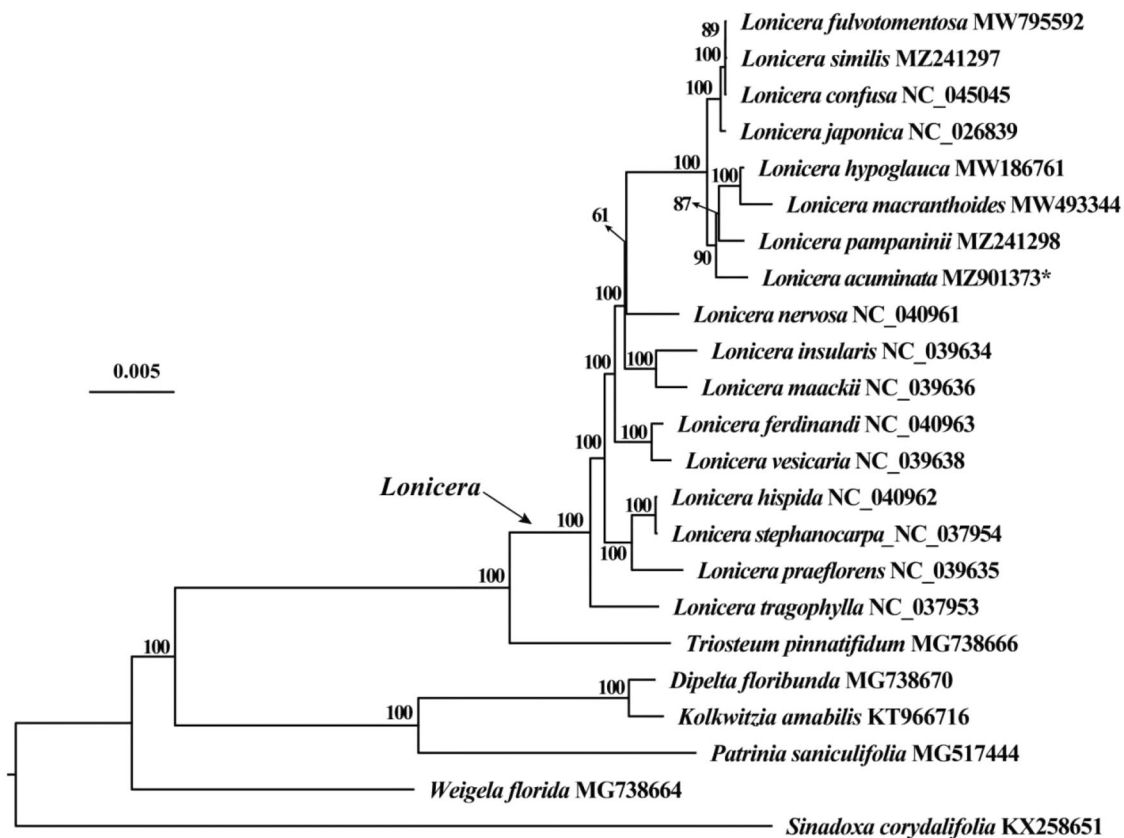 89
Lonicera fulvotomentosa MW795592
100
Lonicera similis MZ241297
100
Lonicera confusa NC_045045
Lonicera japonica NC_026839
100
100
Lonicera hypoglauca MW186761
87
Lonicera macranthoides MW493344
61
Lonicera pampaninii MZ241298
90
Lonicera acuminata MZ901373*
100
Lonicera nervosa NC_040961
100
100
Lonicera insularis NC_039634
0.005
Lonicera maackii NC_039636
100
100
Lonicera ferdinandi NC_040963
Lonicera vesicaria NC_039638
Lonicera
100
Lonicera hispida NC_040962
100
100
Lonicera stephanocarpa_NC_037954
Lonicera praeflorens NC_039635
100
Lonicera tragophylla NC_037953
Triosteum pinnatifidum MG738666
100
100
Dipelta floribunda MG738670
100
Kolkwitzia amabilis KT966716
Patrinia saniculifolia MG517444
Weigela florida MG738664
Sinadoxa corydalifolia KX258651